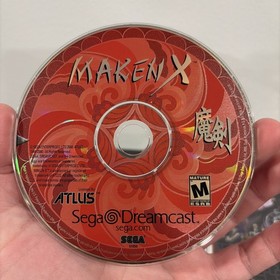 MAKEN X
魔剣
MATURE
M
ATLUS
Sega Dreamcast.
sega.com
SEGA